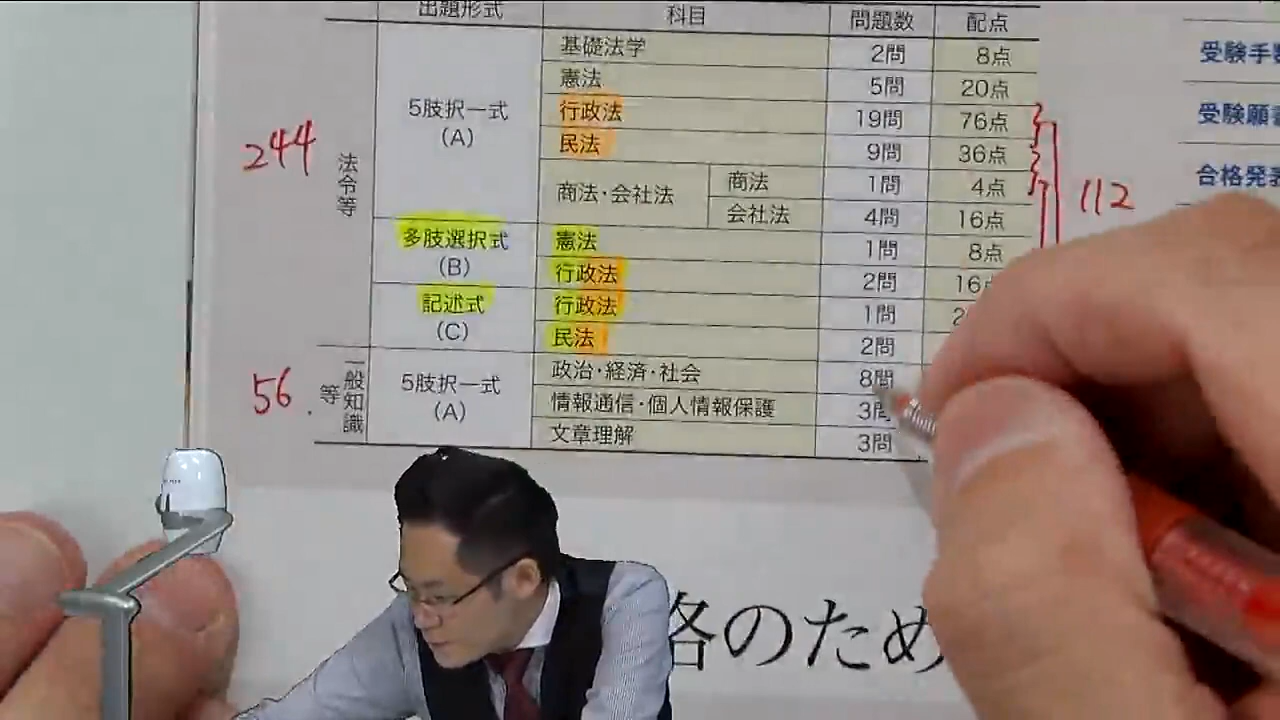 出題形式 科目 問題数 配点
法令等 5肢択一式 (A) 基礎法学 2問 8点
憲法 5問 20点
行政法 19問 76点
民法 9問 36点
商法・会社法 商法 1問 4点
会社法 4問 16点
多肢選択式 (B) 憲法 1問 8点
行政法 2問 16
記述式 (C) 行政法 1問 2
民法 2問
一般知識等 5肢択一式 (A) 政治・経済・社会 8問
情報通信・個人情報保護 3問
文章理解 3問
244
56
112
受験手
受験願
合格発表
のため